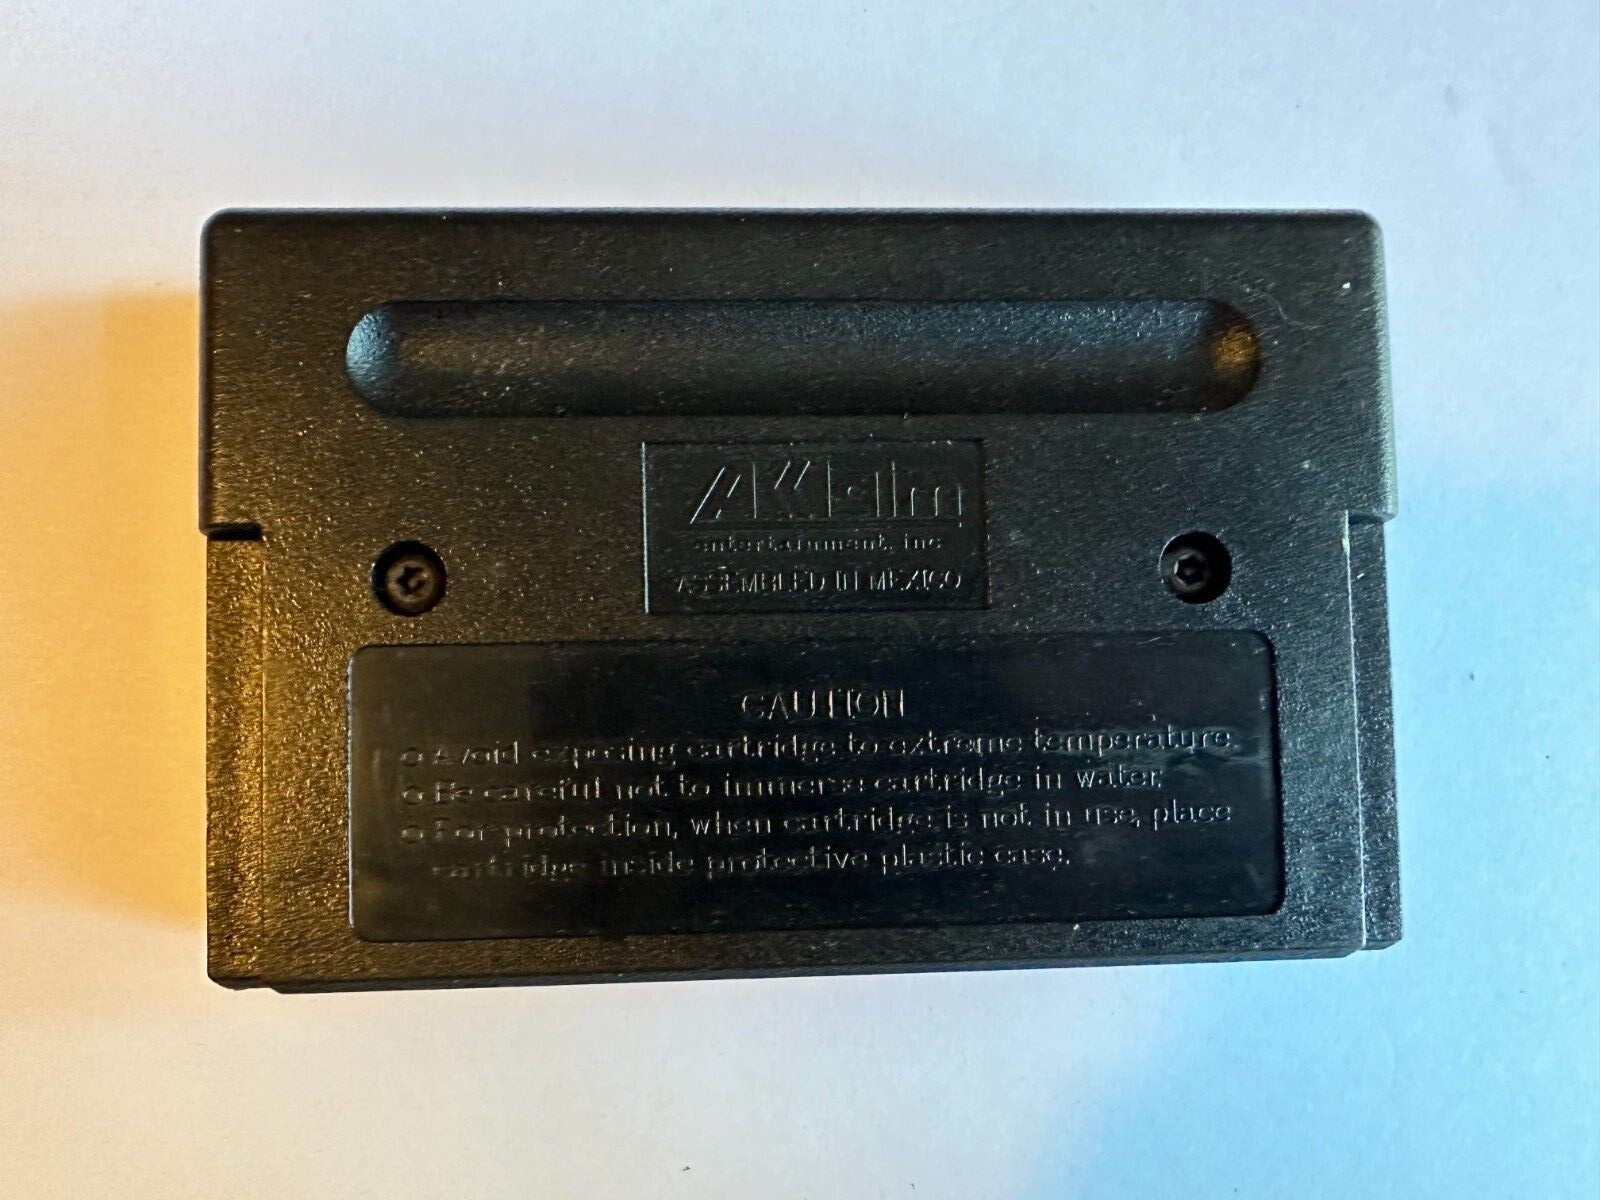 AKKlaim
entertainment, inc
ASSEMBLED IN MEXICO
CAUTION
● Avoid exposing cartridge to extreme temperature.
● Be careful not to immerse cartridge in water.
● For protection, when cartridge is not in use, place
cartridge inside protective plastic case.